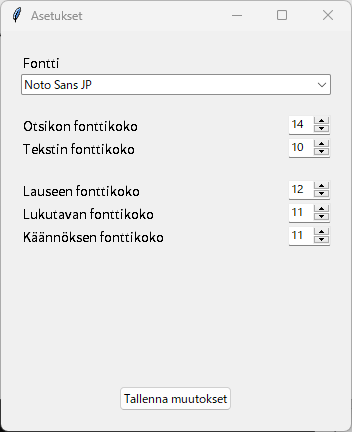 Asetukset
Fontti
Noto Sans JP
Otsikon fonttikoko 14
Tekstin fonttikoko 10
Lauseen fonttikoko 12
Lukutavan fonttikoko 11
Käännöksen fonttikoko 11
Tallenna muutokset